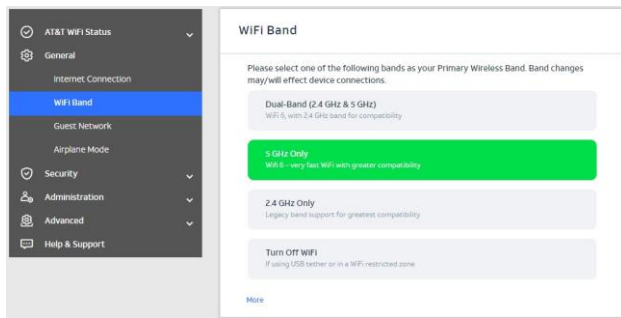 AT&T WiFi Status
General
Internet Connection
WiFi Band
Guest Network
Airplane Mode
Security
Administration
Advanced
Help & Support
WiFi Band
Please select one of the following bands as your Primary Wireless Band. Band changes
may/will effect device connections.
Dual-Band (2.4 GHz & 5 GHz)
WiFi 6, with 2.4 GHz band for compatibility
5 GHz Only
Wifi 6 – very fast WiFi with greater compatibility
2.4 GHz Only
Legacy band support for greatest compatibility
Turn Off WiFi
If using USB tether or in a WiFi restricted zone
More